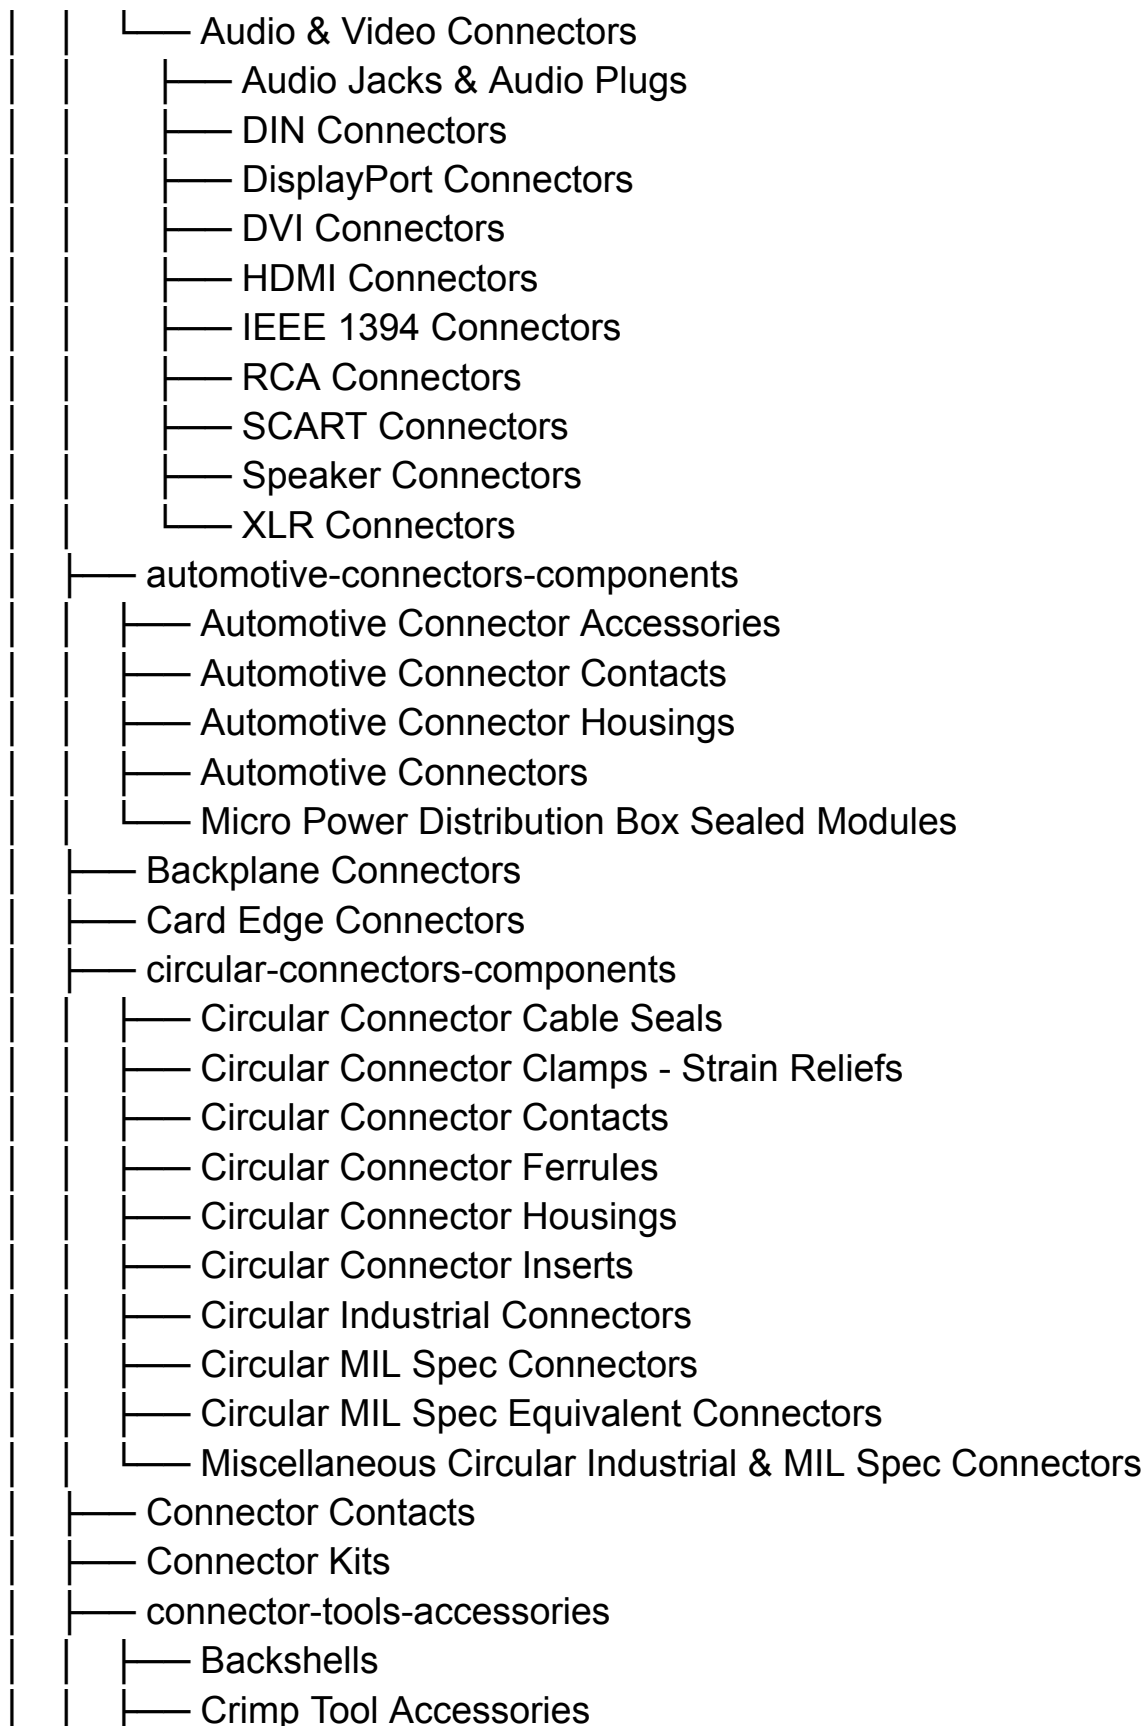 Audio & Video Connectors
Audio Jacks & Audio Plugs
DIN Connectors
DisplayPort Connectors
DVI Connectors
HDMI Connectors
IEEE 1394 Connectors
RCA Connectors
SCART Connectors
Speaker Connectors
XLR Connectors
automotive-connectors-components
Automotive Connector Accessories
Automotive Connector Contacts
Automotive Connector Housings
Automotive Connectors
Micro Power Distribution Box Sealed Modules
Backplane Connectors
Card Edge Connectors
circular-connectors-components
Circular Connector Cable Seals
Circular Connector Clamps - Strain Reliefs
Circular Connector Contacts
Circular Connector Ferrules
Circular Connector Housings
Circular Connector Inserts
Circular Industrial Connectors
Circular MIL Spec Connectors
Circular MIL Spec Equivalent Connectors
Miscellaneous Circular Industrial & MIL Spec Connectors
Connector Contacts
Connector Kits
connector-tools-accessories
Backshells
Crimp Tool Accessories